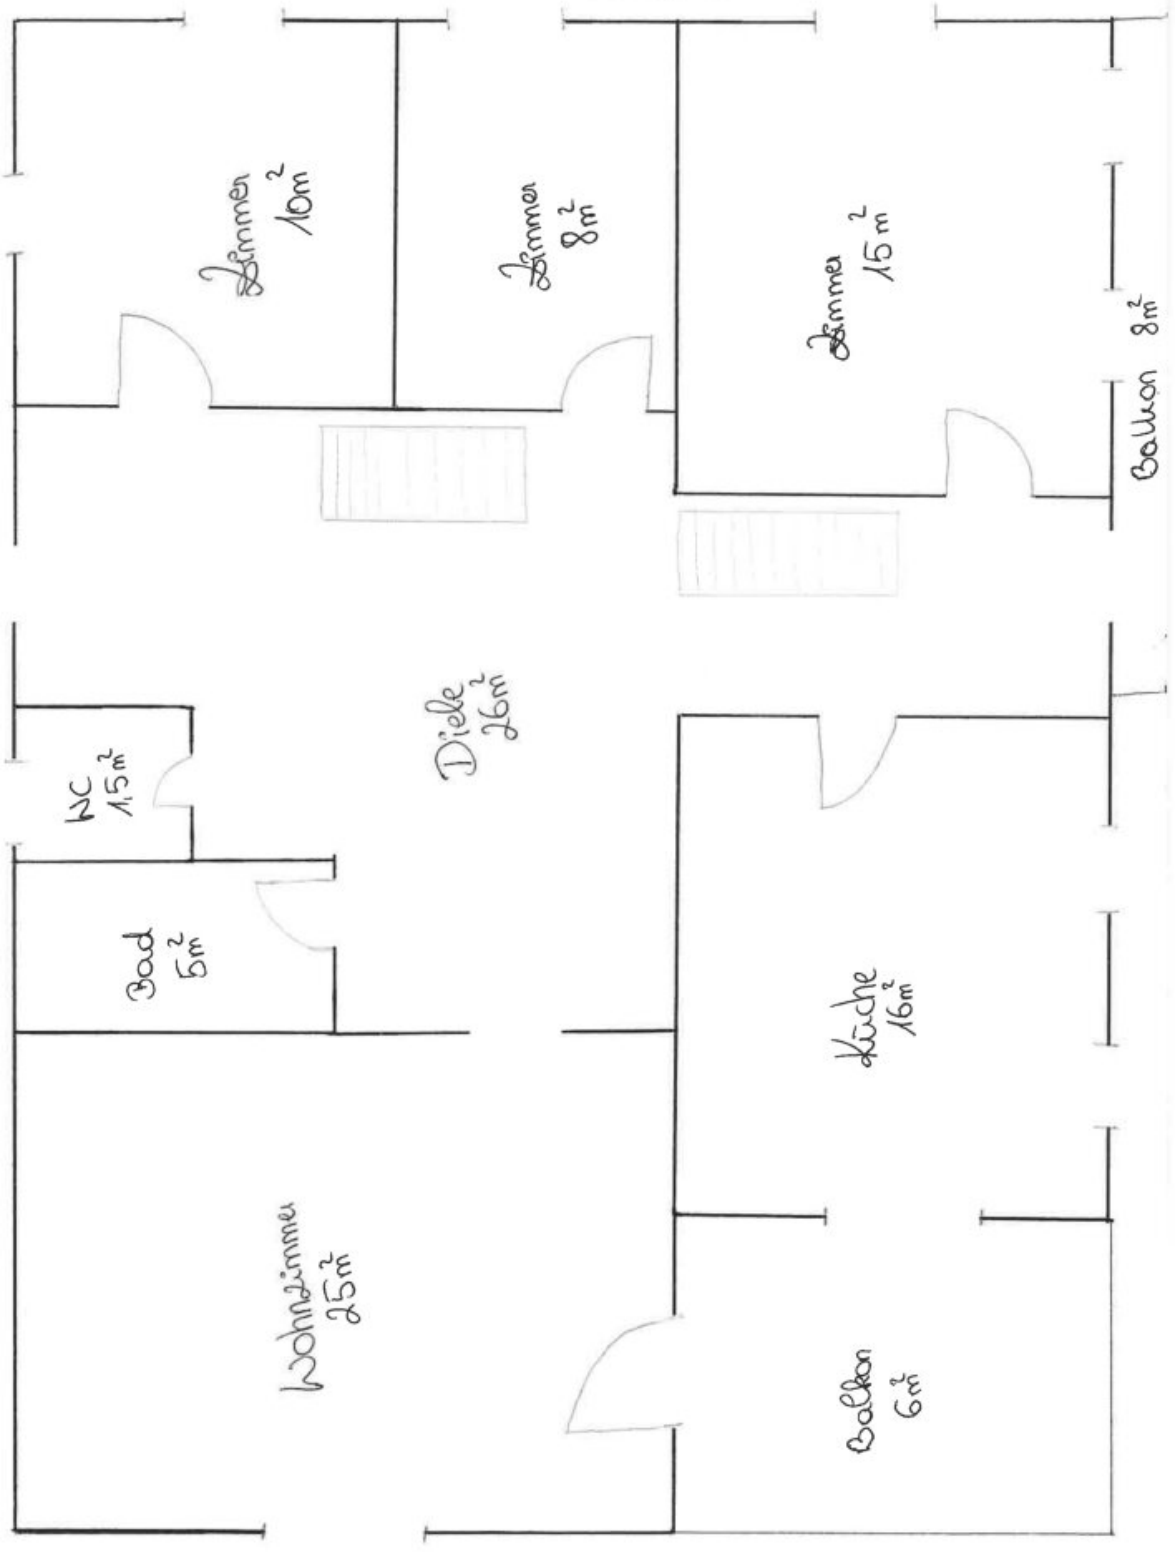 Zimmer
10m²
Zimmer
8m²
Zimmer
15m²
Balkon 8m²
Diele
26m²
WC
1,5m²
Bad
5m²
Küche
16m²
Wohnzimmer
25m²
Balkon
6m²